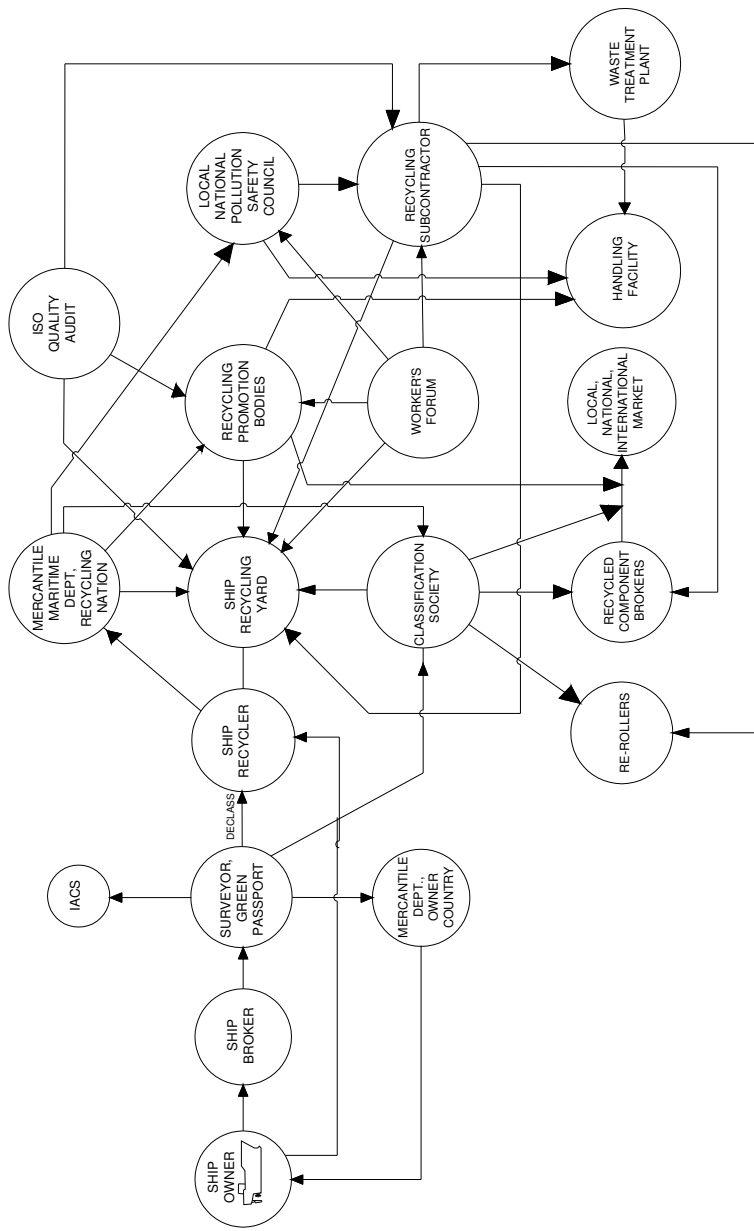 SHIP
OWNER
SHIP
BROKER
IACS
SURVEYOR,
GREEN
PASSPORT
MERCANTILE
DEPT.,
OWNER
COUNTRY
DECLASS
SHIP
RECYCLER
MERCANTILE
MARITIME
DEPT,
RECYCLING
NATION
SHIP
RECYCLING
YARD
CLASSIFICATION
SOCIETY
RE-ROLLERS
ISO
QUALITY
AUDIT
RECYCLING
PROMOTION
BODIES
WORKER'S
FORUM
RECYCLED
COMPONENT
BROKERS
LOCAL,
NATIONAL,
INTERNATIONAL
MARKET
LOCAL
NATIONAL
POLLUTION
SAFETY
COUNCIL
RECYCLING
SUBCONTRACTOR
HANDLING
FACILITY
WASTE
TREATMENT
PLANT